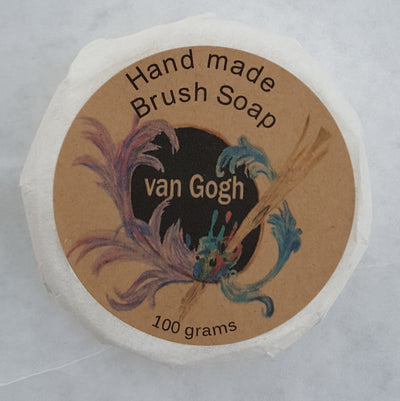 Hand made
Brush Soap
van Gogh
100 grams